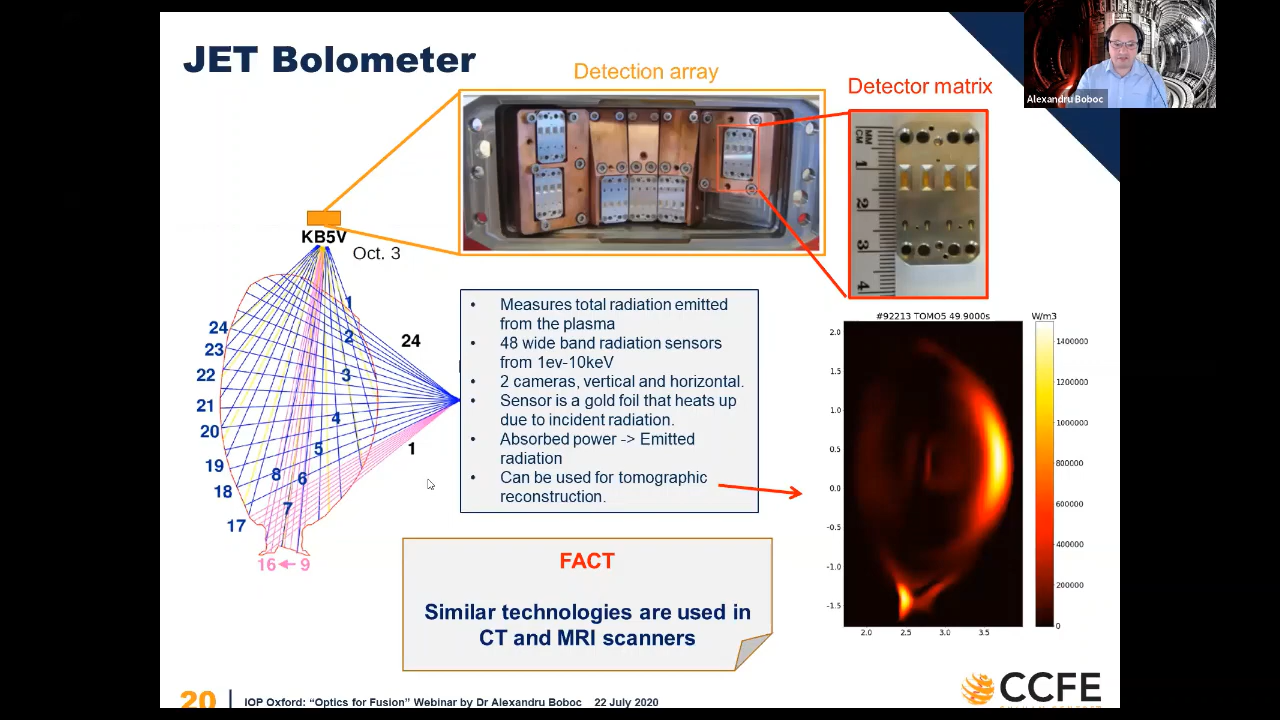 JET Bolometer
Detection array
Detector matrix
Alexandru Boboc
MM
CM
1
2
3
4
KB5V
Oct. 3
1
2
3
4
5
6
7
8
24
23
22
21
20
19
18
17
16
9
24
1
• Measures total radiation emitted
from the plasma
• 48 wide band radiation sensors
from 1ev-10keV
• 2 cameras, vertical and horizontal.
• Sensor is a gold foil that heats up
due to incident radiation.
• Absorbed power -> Emitted
radiation
• Can be used for tomographic
reconstruction.
#92213 TOMO5 49.9000s
W/m3
2.0
1.5
1.0
0.5
0.0
-0.5
-1.0
-1.5
2.0 2.5 3.0 3.5
1400000
1200000
1000000
800000
600000
400000
200000
0
FACT
Similar technologies are used in
CT and MRI scanners
20
IOP Oxford: “Optics for Fusion” Webinar by Dr Alexandru Boboc 22 July 2020
CCFE